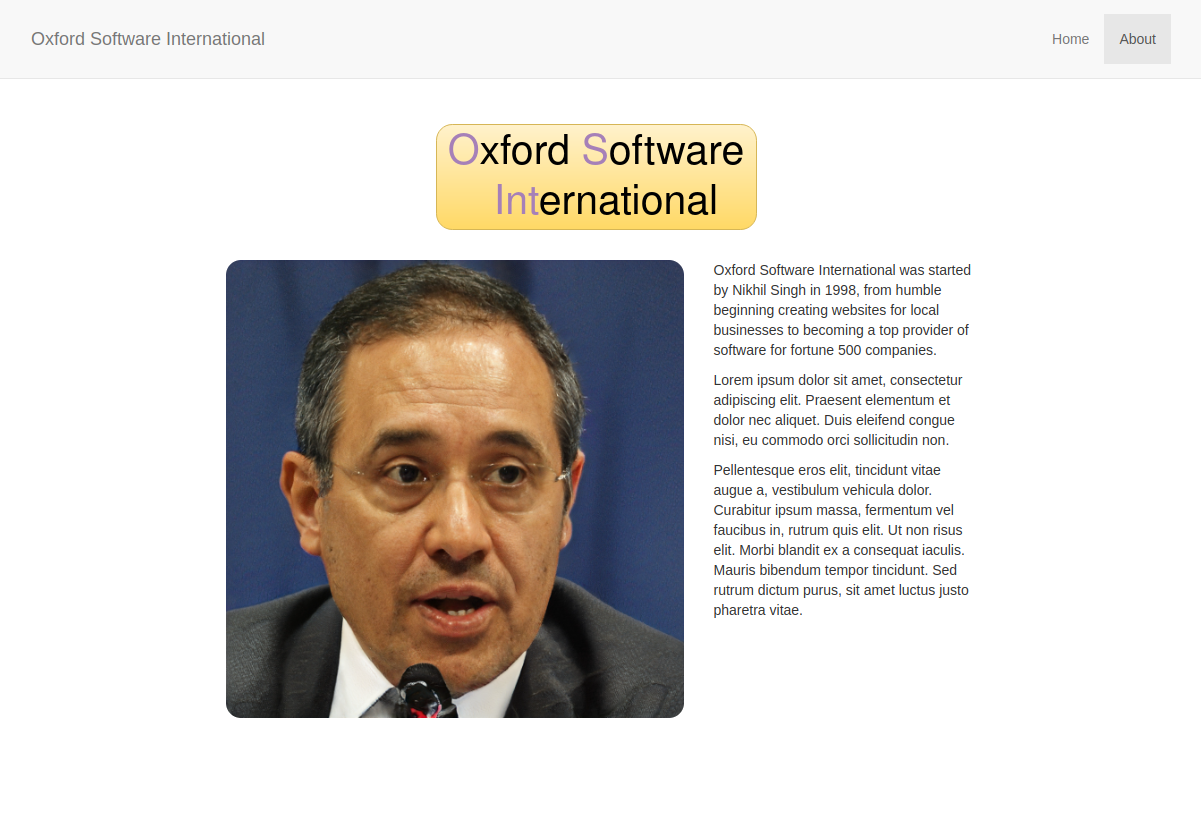 Oxford Software International
Home
About
Oxford Software
International
Oxford Software International was started
by Nikhil Singh in 1998, from humble
beginning creating websites for local
businesses to becoming a top provider of
software for fortune 500 companies.
Lorem ipsum dolor sit amet, consectetur
adipiscing elit. Praesent elementum et
dolor nec aliquet. Duis eleifend congue
nisi, eu commodo orci sollicitudin non.
Pellentesque eros elit, tincidunt vitae
augue a, vestibulum vehicula dolor.
Curabitur ipsum massa, fermentum vel
faucibus in, rutrum quis elit. Ut non risus
elit. Morbi blandit ex a consequat iaculis.
Mauris bibendum tempor tincidunt. Sed
rutrum dictum purus, sit amet luctus justo
pharetra vitae.